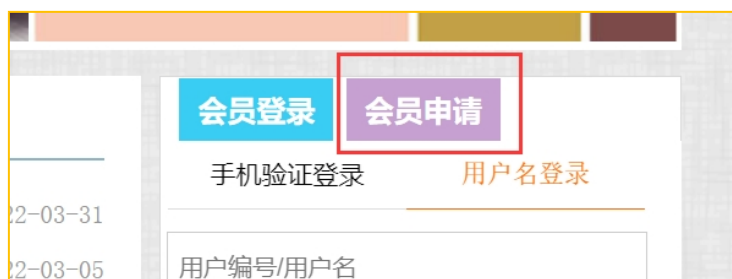 会员登录 会员申请
手机验证登录 用户名登录
22-03-31
22-03-05
用户编号/用户名